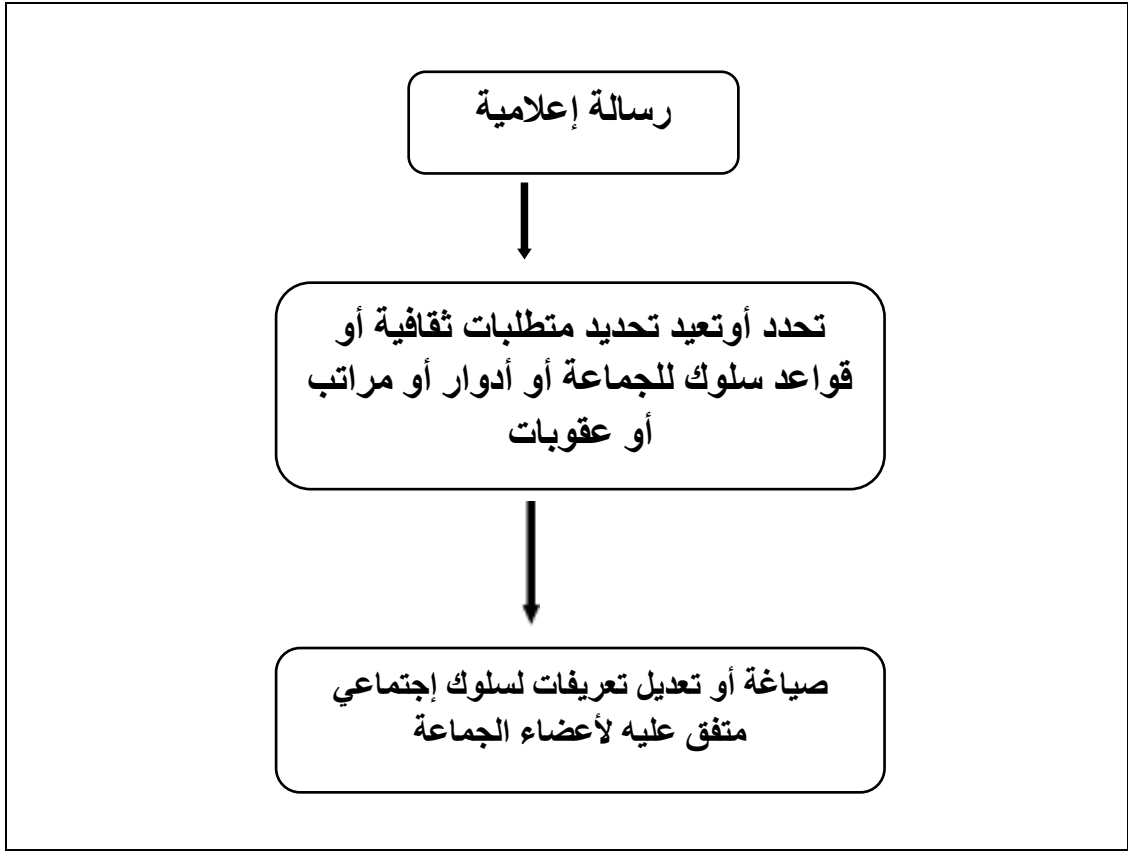 رسالة إعلامية
تحدد أوتعيد تحديد متطلبات ثقافية أو
قواعد سلوك للجماعة أو أدوار أو مراتب
أو عقوبات
صياغة أو تعديل تعريفات لسلوك إجتماعي
متفق عليه لأعضاء الجماعة